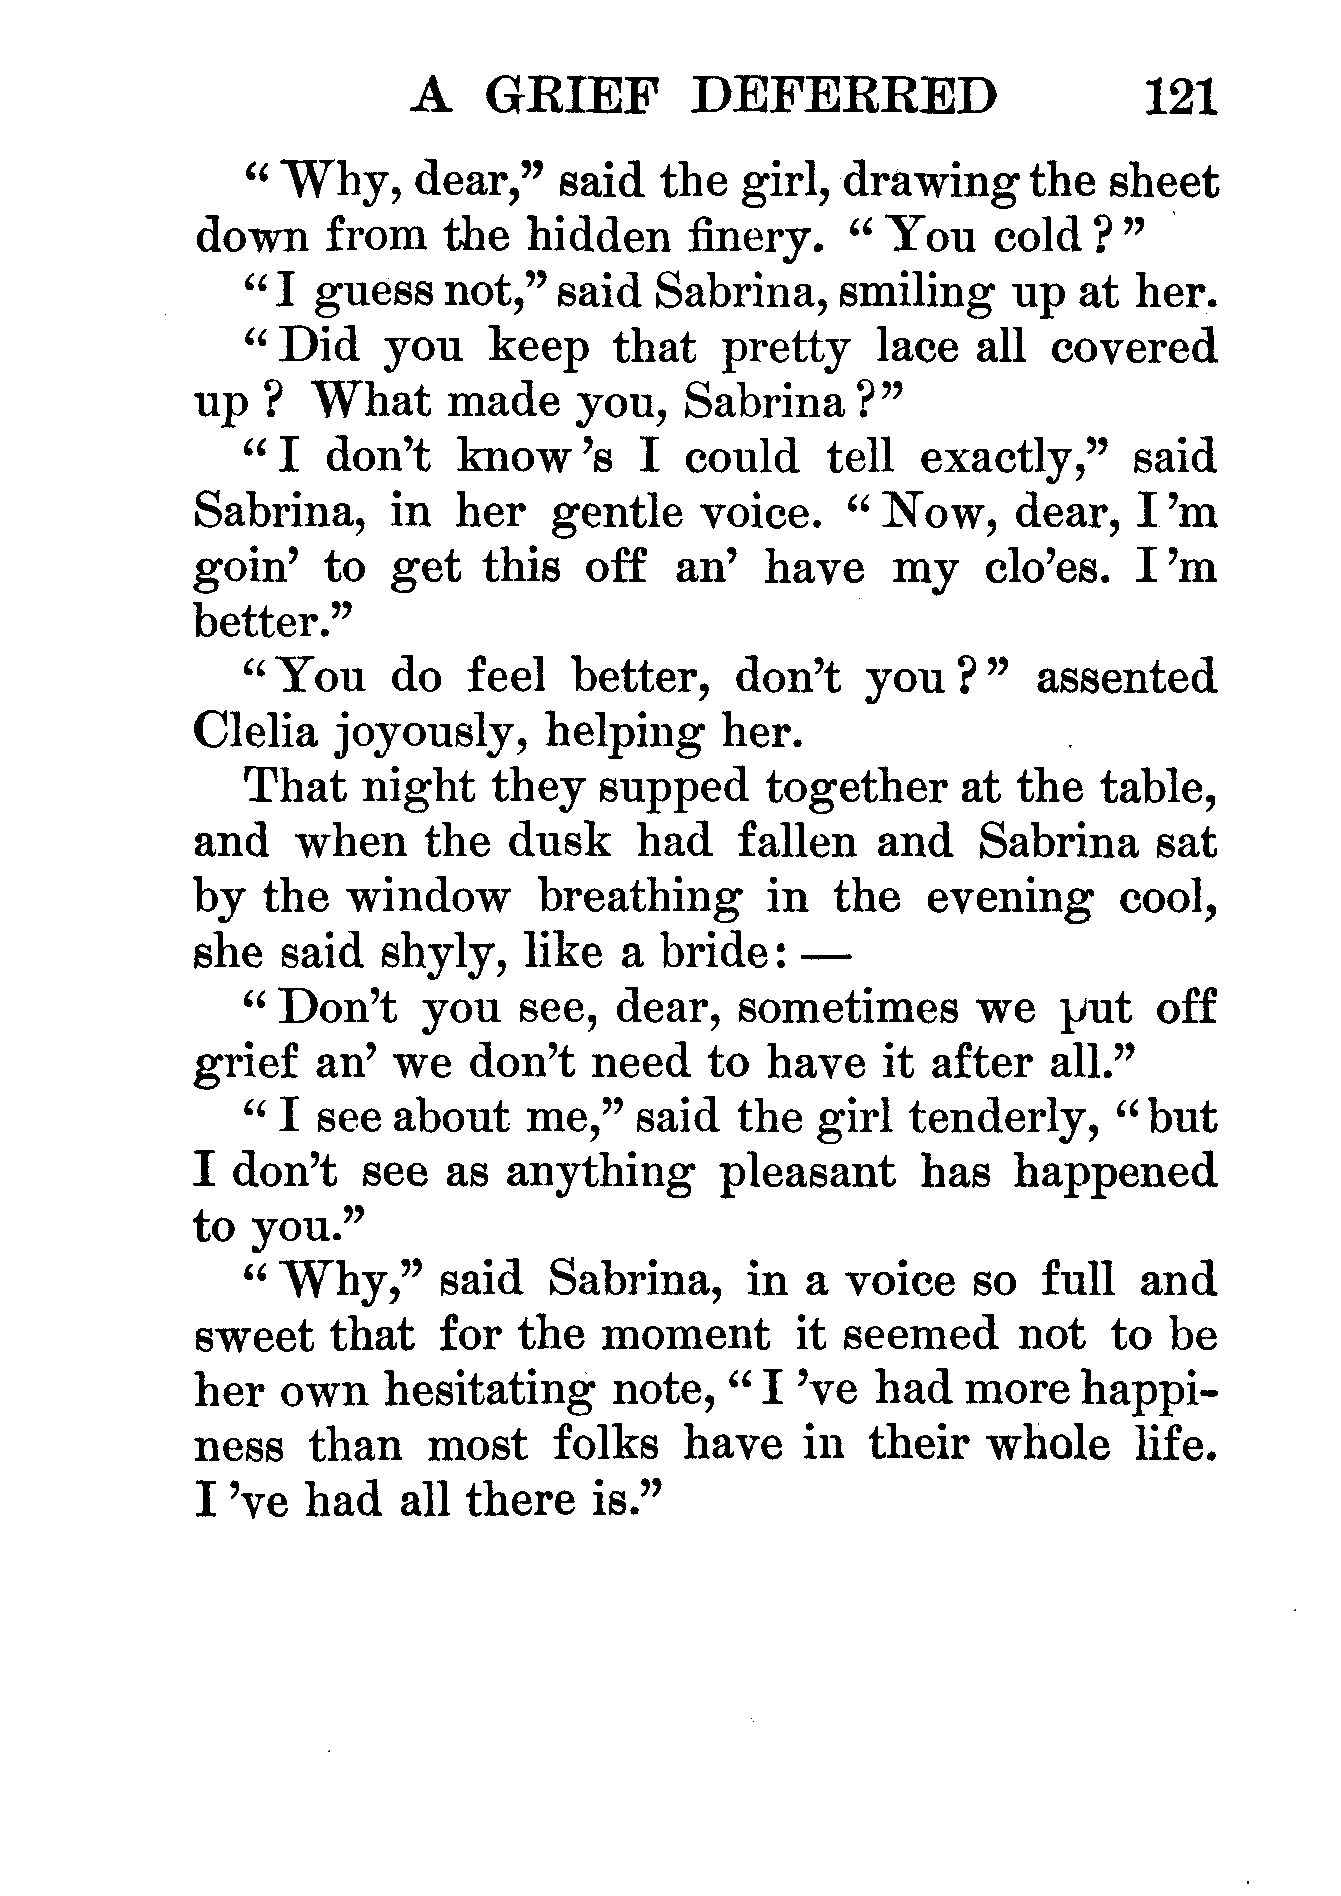 A GRIEF DEFERRED 121
“Why, dear,” said the girl, drawing the sheet
down from the hidden finery. “You cold?”
“I guess not,” said Sabrina, smiling up at her.
“Did you keep that pretty lace all covered
up? What made you, Sabrina?”
“I don’t know’s I could tell exactly,” said
Sabrina, in her gentle voice. “Now, dear, I’m
goin’ to get this off an’ have my clo’es. I’m
better.”
“You do feel better, don’t you?” assented
Clelia joyously, helping her.
That night they supped together at the table,
and when the dusk had fallen and Sabrina sat
by the window breathing in the evening cool,
she said shyly, like a bride: —
“Don’t you see, dear, sometimes we put off
grief an’ we don’t need to have it after all.”
“I see about me,” said the girl tenderly, “but
I don’t see as anything pleasant has happened
to you.”
“Why,” said Sabrina, in a voice so full and
sweet that for the moment it seemed not to be
her own hesitating note, “I’ve had more happi-
ness than most folks have in their whole life.
I’ve had all there is.”